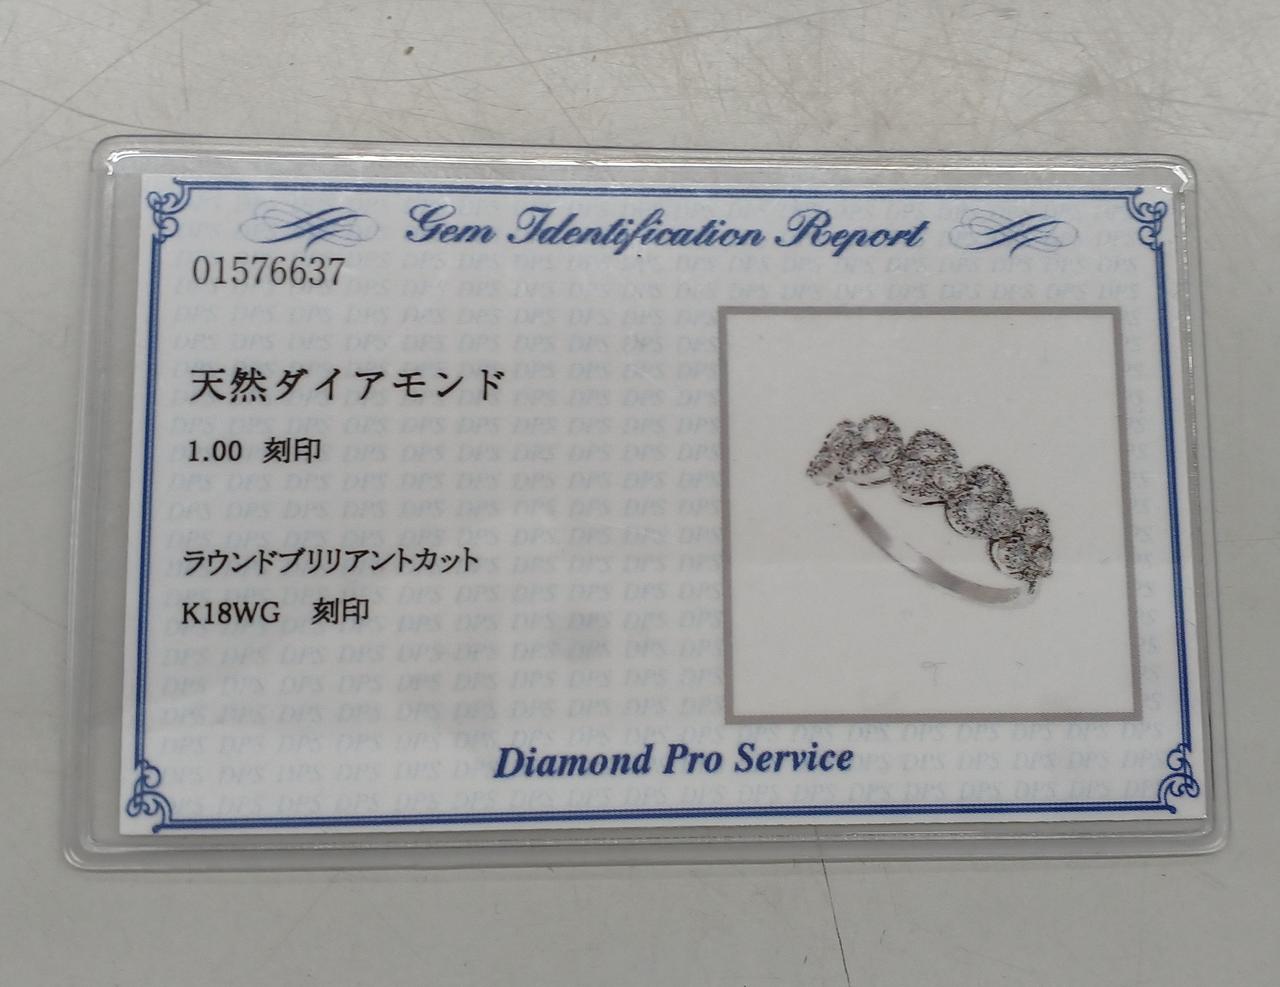 Gem Identification Report
01576637
天然ダイアモンド
1.00 刻印
ラウンドブリリアントカット
K18WG 刻印
Diamond Pro Service